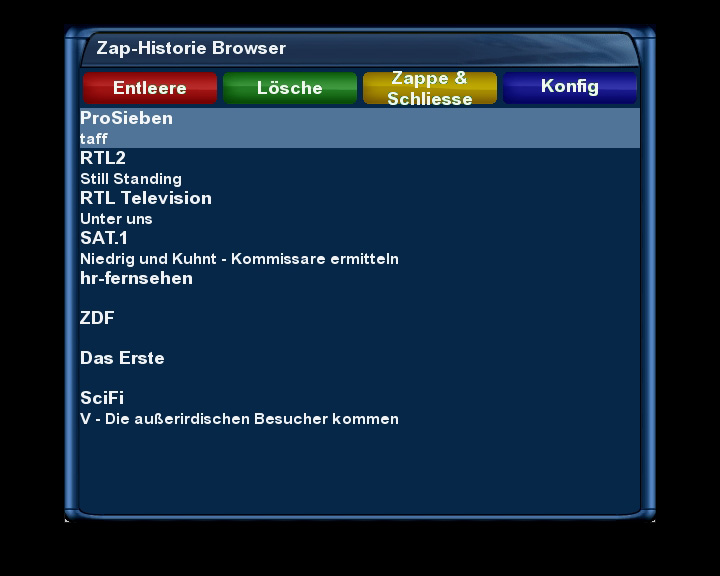 Zap-Historie Browser
Entleere
Lösche
Zappe &
Schliesse
Konfig
ProSieben
taff
RTL2
Still Standing
RTL Television
Unter uns
SAT.1
Niedrig und Kuhnt - Kommissare ermitteln
hr-fernsehen
ZDF
Das Erste
SciFi
V - Die außerirdischen Besucher kommen